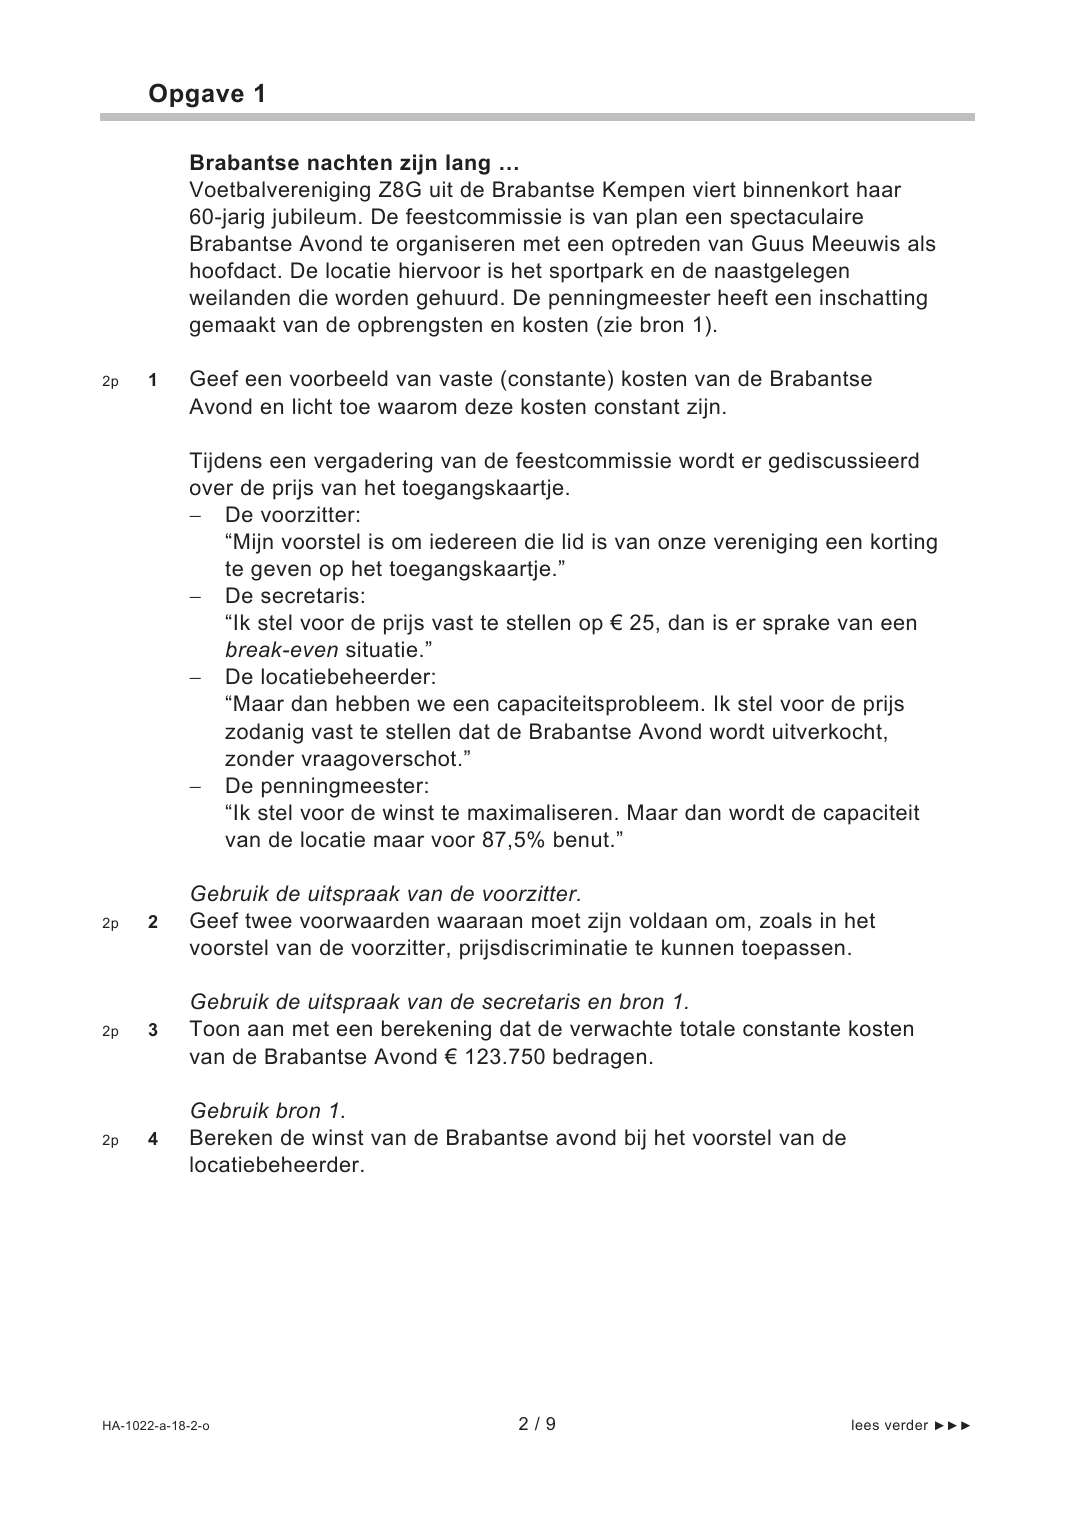 Opgave 1
Brabantse nachten zijn lang …
Voetbalvereniging Z8G uit de Brabantse Kempen viert binnenkort haar
60-jarig jubileum. De feestcommissie is van plan een spectaculaire
Brabantse Avond te organiseren met een optreden van Guus Meeuwis als
hoofdact. De locatie hiervoor is het sportpark en de naastgelegen
weilanden die worden gehuurd. De penningmeester heeft een inschatting
gemaakt van de opbrengsten en kosten (zie bron 1).
2p 1 Geef een voorbeeld van vaste (constante) kosten van de Brabantse
Avond en licht toe waarom deze kosten constant zijn.
Tijdens een vergadering van de feestcommissie wordt er gediscussieerd
over de prijs van het toegangskaartje.
– De voorzitter:
“Mijn voorstel is om iedereen die lid is van onze vereniging een korting
te geven op het toegangskaartje.”
– De secretaris:
“Ik stel voor de prijs vast te stellen op € 25, dan is er sprake van een
break-even situatie.”
– De locatiebeheerder:
“Maar dan hebben we een capaciteitsprobleem. Ik stel voor de prijs
zodanig vast te stellen dat de Brabantse Avond wordt uitverkocht,
zonder vraagoverschot.”
– De penningmeester:
“Ik stel voor de winst te maximaliseren. Maar dan wordt de capaciteit
van de locatie maar voor 87,5% benut.”
Gebruik de uitspraak van de voorzitter.
2p 2 Geef twee voorwaarden waaraan moet zijn voldaan om, zoals in het
voorstel van de voorzitter, prijsdiscriminatie te kunnen toepassen.
Gebruik de uitspraak van de secretaris en bron 1.
2p 3 Toon aan met een berekening dat de verwachte totale constante kosten
van de Brabantse Avond € 123.750 bedragen.
Gebruik bron 1.
2p 4 Bereken de winst van de Brabantse avond bij het voorstel van de
locatiebeheerder.
HA-1022-a-18-2-o 2 / 9 lees verder ►►►